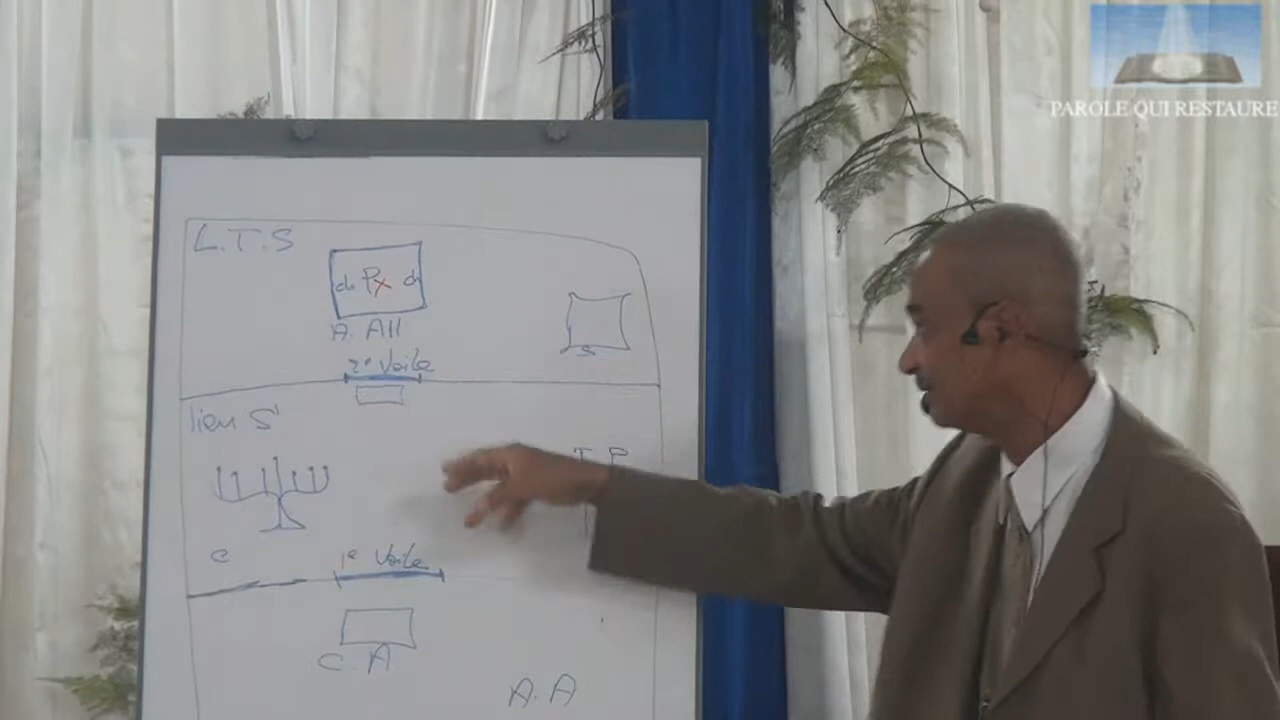 PAROLE QUI RESTAURE
L.T.S
A. All
S
2e Voile
lieu S'
T P
C
1e Voile
C. A
A. A